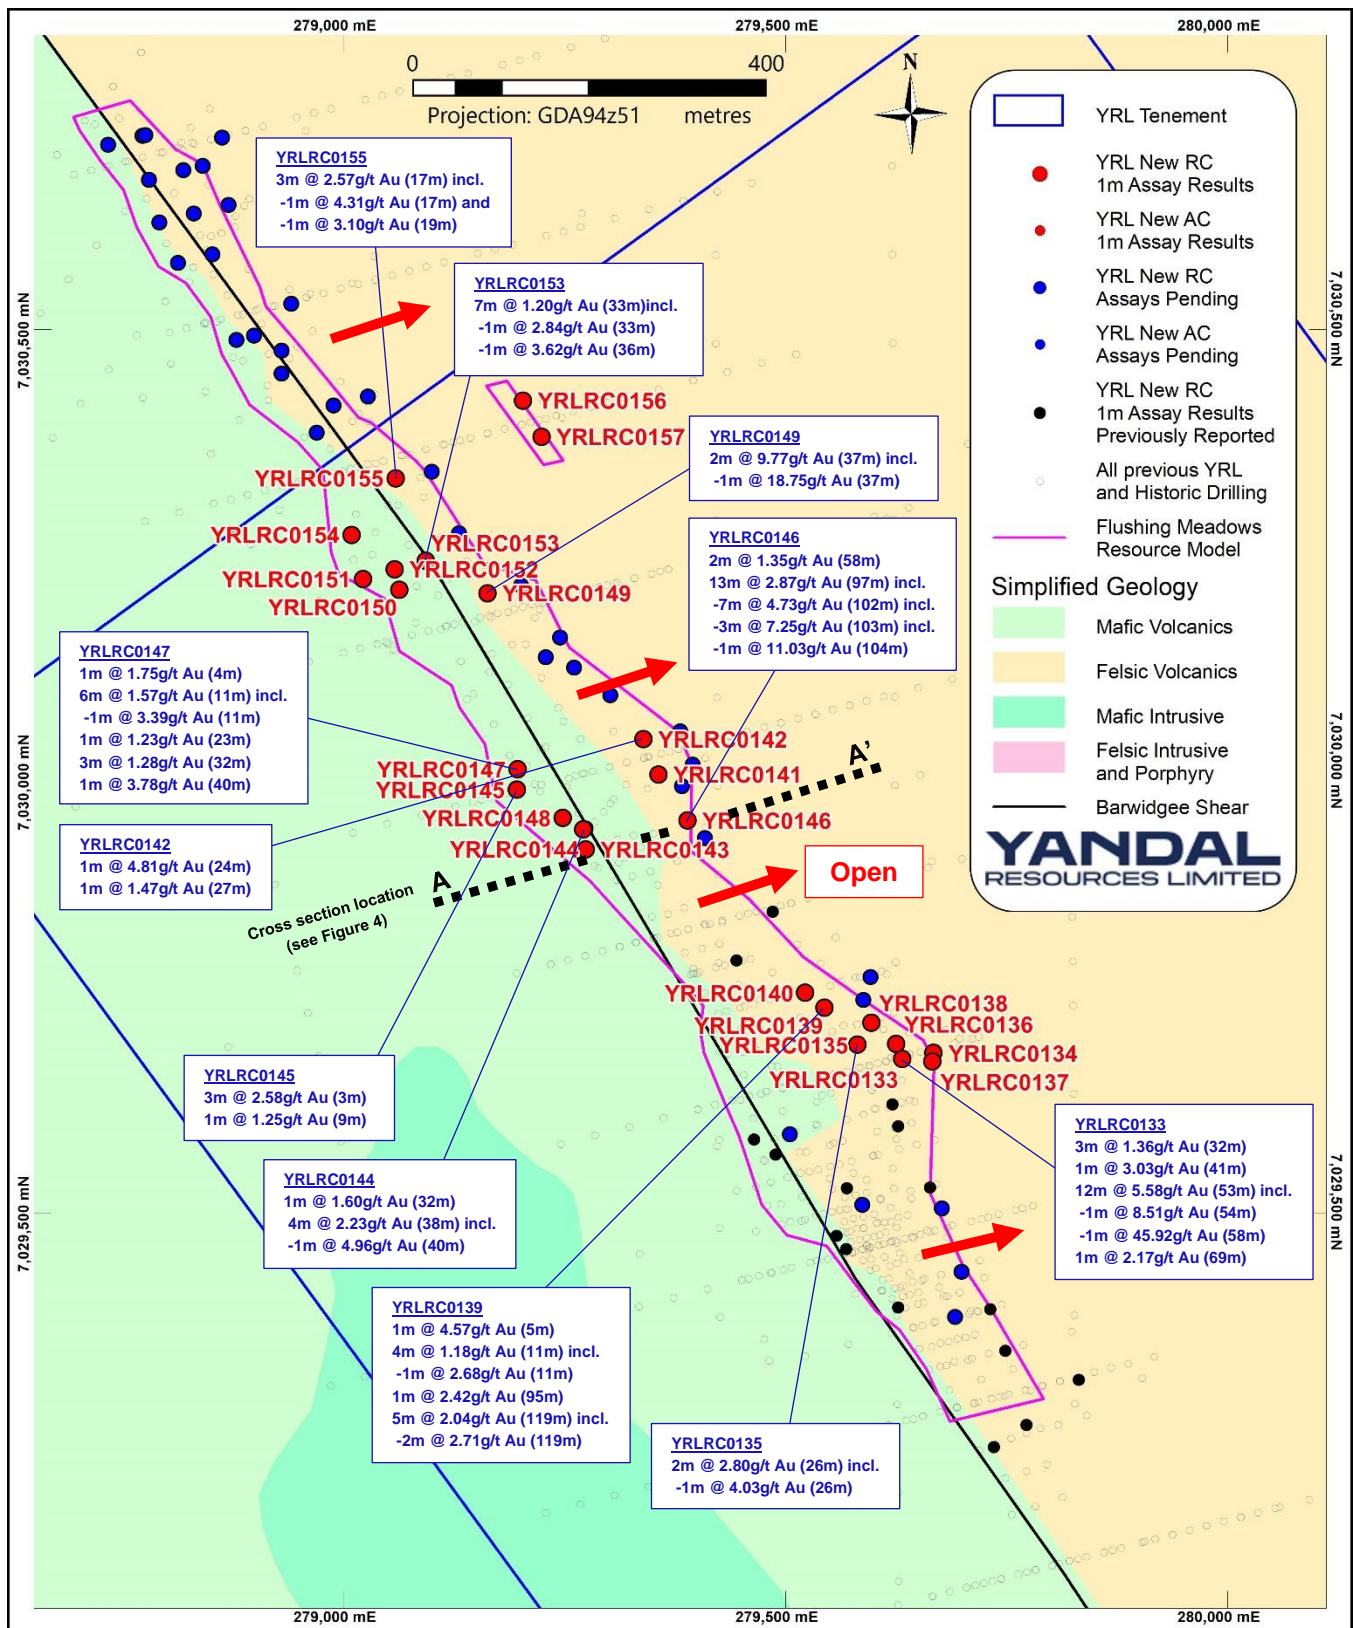 279,000 mE
279,500 mE
280,000 mE
0
400
Projection: GDA94z51
metres
N
YRL Tenement
YRL New RC
1m Assay Results
YRL New AC
1m Assay Results
YRL New RC
Assays Pending
YRL New AC
Assays Pending
YRL New RC
1m Assay Results
Previously Reported
All previous YRL
and Historic Drilling
Flushing Meadows
Resource Model
Simplified Geology
Mafic Volcanics
Felsic Volcanics
Mafic Intrusive
Felsic Intrusive
and Porphyry
Barwidgee Shear
YANDAL
RESOURCES LIMITED
YRLRC0155
3m @ 2.57g/t Au (17m) incl.
-1m @ 4.31g/t Au (17m) and
-1m @ 3.10g/t Au (19m)
YRLRC0153
7m @ 1.20g/t Au (33m)incl.
-1m @ 2.84g/t Au (33m)
-1m @ 3.62g/t Au (36m)
7,030,500 mN
7,030,500 mN
YRLRC0156
YRLRC0157
YRLRC0149
2m @ 9.77g/t Au (37m) incl.
-1m @ 18.75g/t Au (37m)
YRLRC0155
YRLRC0154
YRLRC0153
YRLRC0152
YRLRC0151
YRLRC0150
YRLRC0149
YRLRC0146
2m @ 1.35g/t Au (58m)
13m @ 2.87g/t Au (97m) incl.
-7m @ 4.73g/t Au (102m) incl.
-3m @ 7.25g/t Au (103m) incl.
-1m @ 11.03g/t Au (104m)
YRLRC0147
1m @ 1.75g/t Au (4m)
6m @ 1.57g/t Au (11m) incl.
-1m @ 3.39g/t Au (11m)
1m @ 1.23g/t Au (23m)
3m @ 1.28g/t Au (32m)
1m @ 3.78g/t Au (40m)
YRLRC0142
YRLRC0141
A'
YRLRC0147
YRLRC0145
YRLRC0148
YRLRC0146
YRLRC0144
YRLRC0143
7,030,000 mN
7,030,000 mN
YRLRC0142
1m @ 4.81g/t Au (24m)
1m @ 1.47g/t Au (27m)
A
Cross section location
(see Figure 4)
Open
YRLRC0140
YRLRC0138
YRLRC0139
YRLRC0136
YRLRC0135
YRLRC0134
YRLRC0133
YRLRC0137
YRLRC0145
3m @ 2.58g/t Au (3m)
1m @ 1.25g/t Au (9m)
YRLRC0144
1m @ 1.60g/t Au (32m)
4m @ 2.23g/t Au (38m) incl.
-1m @ 4.96g/t Au (40m)
YRLRC0133
3m @ 1.36g/t Au (32m)
1m @ 3.03g/t Au (41m)
12m @ 5.58g/t Au (53m) incl.
-1m @ 8.51g/t Au (54m)
-1m @ 45.92g/t Au (58m)
1m @ 2.17g/t Au (69m)
7,029,500 mN
7,029,500 mN
YRLRC0139
1m @ 4.57g/t Au (5m)
4m @ 1.18g/t Au (11m) incl.
-1m @ 2.68g/t Au (11m)
1m @ 2.42g/t Au (95m)
5m @ 2.04g/t Au (119m) incl.
-2m @ 2.71g/t Au (119m)
YRLRC0135
2m @ 2.80g/t Au (26m) incl.
-1m @ 4.03g/t Au (26m)
279,000 mE
279,500 mE
280,000 mE